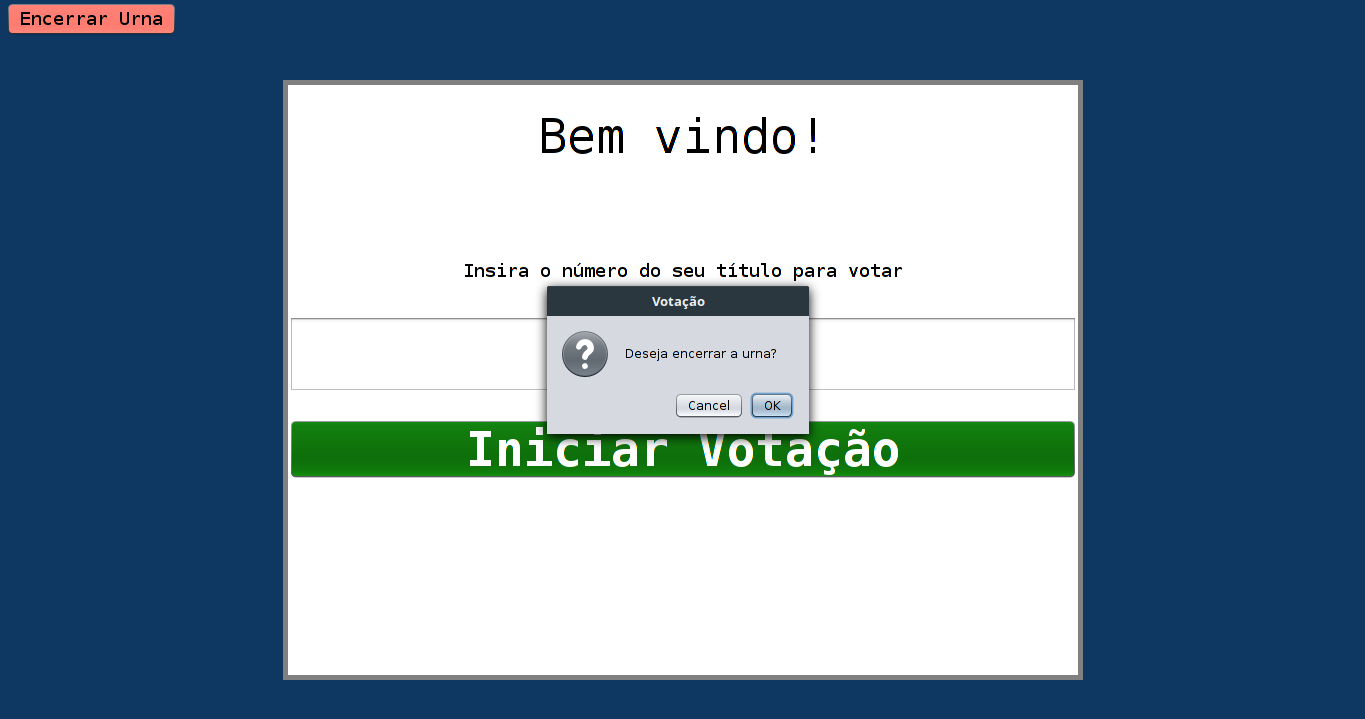 Encerrar Urna
Bem vindo!
Insira o número do seu título para votar
Votação
Deseja encerrar a urna?
Cancel OK
Iniciar Votação